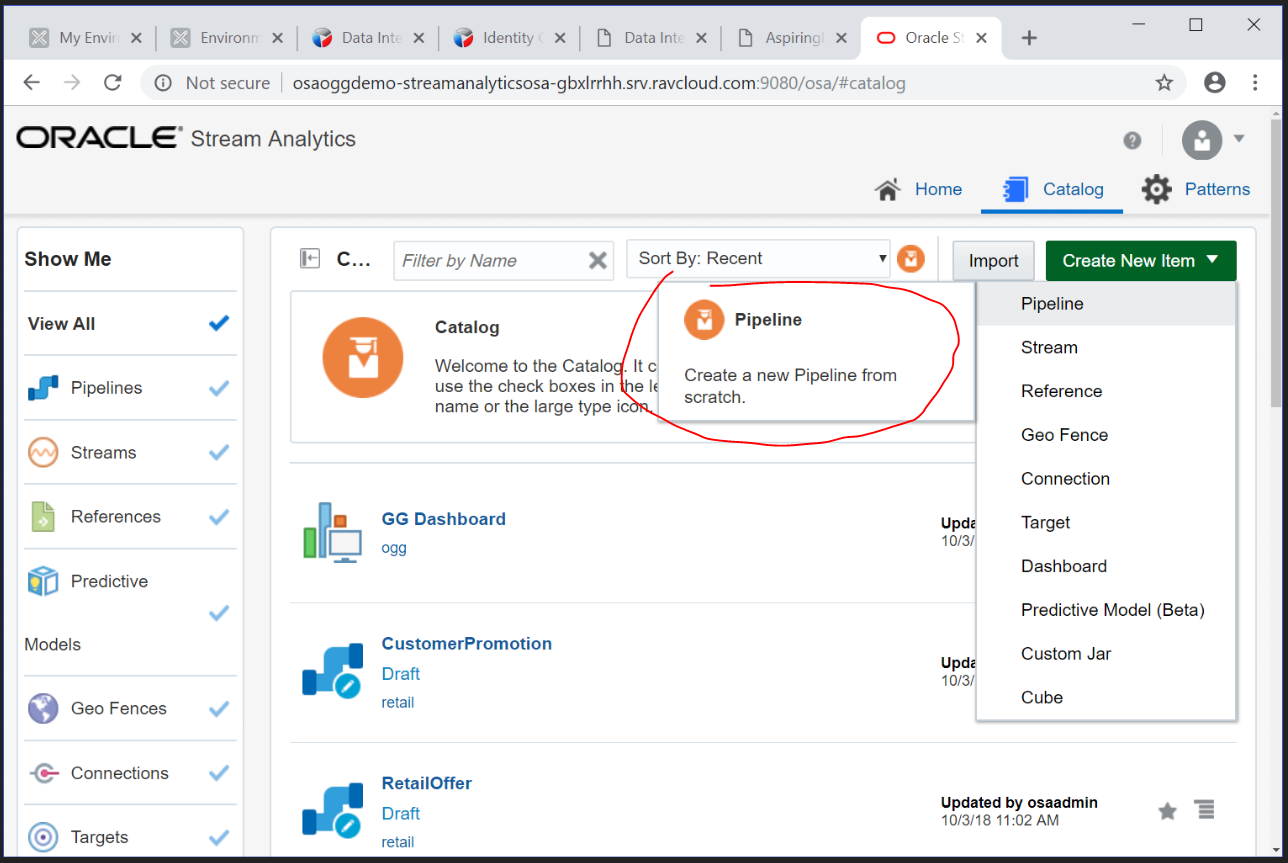 My Envir
Environm
Data Inte
Identity C
Data Inte
Aspiring
Oracle St
Not secure
osaoggdemo-streamanalyticsosa-gbxlrrhh.srv.ravcloud.com:9080/osa/#catalog
ORACLE Stream Analytics
Home
Catalog
Patterns
Show Me
View All
Pipelines
Streams
References
Predictive
Models
Geo Fences
Connections
Targets
C...
Filter by Name
Sort By: Recent
Import
Create New Item
Catalog
Welcome to the Catalog. It c
use the check boxes in the le
name or the large type icon.
Pipeline
Create a new Pipeline from
scratch.
Pipeline
Stream
Reference
Geo Fence
Connection
Target
Dashboard
Predictive Model (Beta)
Custom Jar
Cube
GG Dashboard
ogg
Upda
10/3/
CustomerPromotion
Draft
retail
Upda
10/3/
RetailOffer
Draft
retail
Updated by osaadmin
10/3/18 11:02 AM